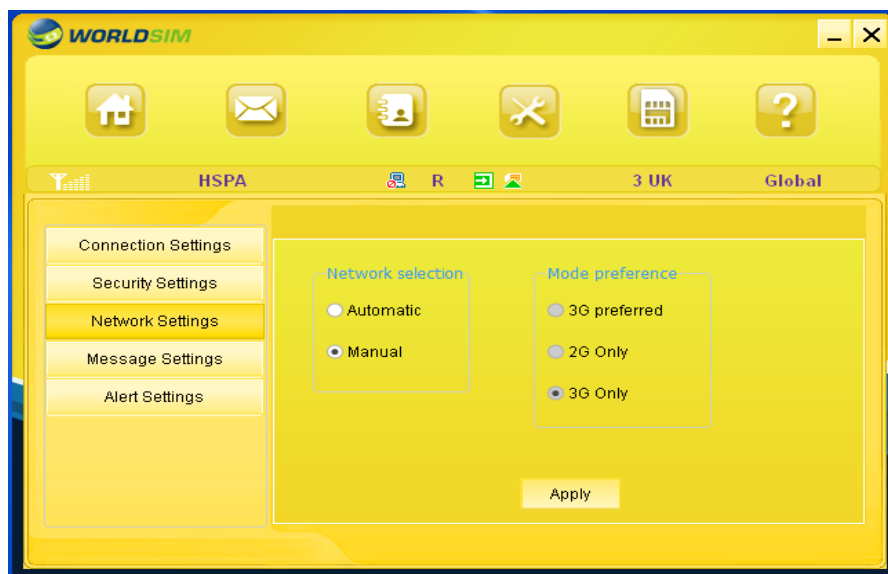 WORLDSIM
HSPA R 3 UK Global
Connection Settings
Security Settings
Network Settings
Message Settings
Alert Settings
Network selection
Automatic
Manual
Mode preference
3G preferred
2G Only
3G Only
Apply